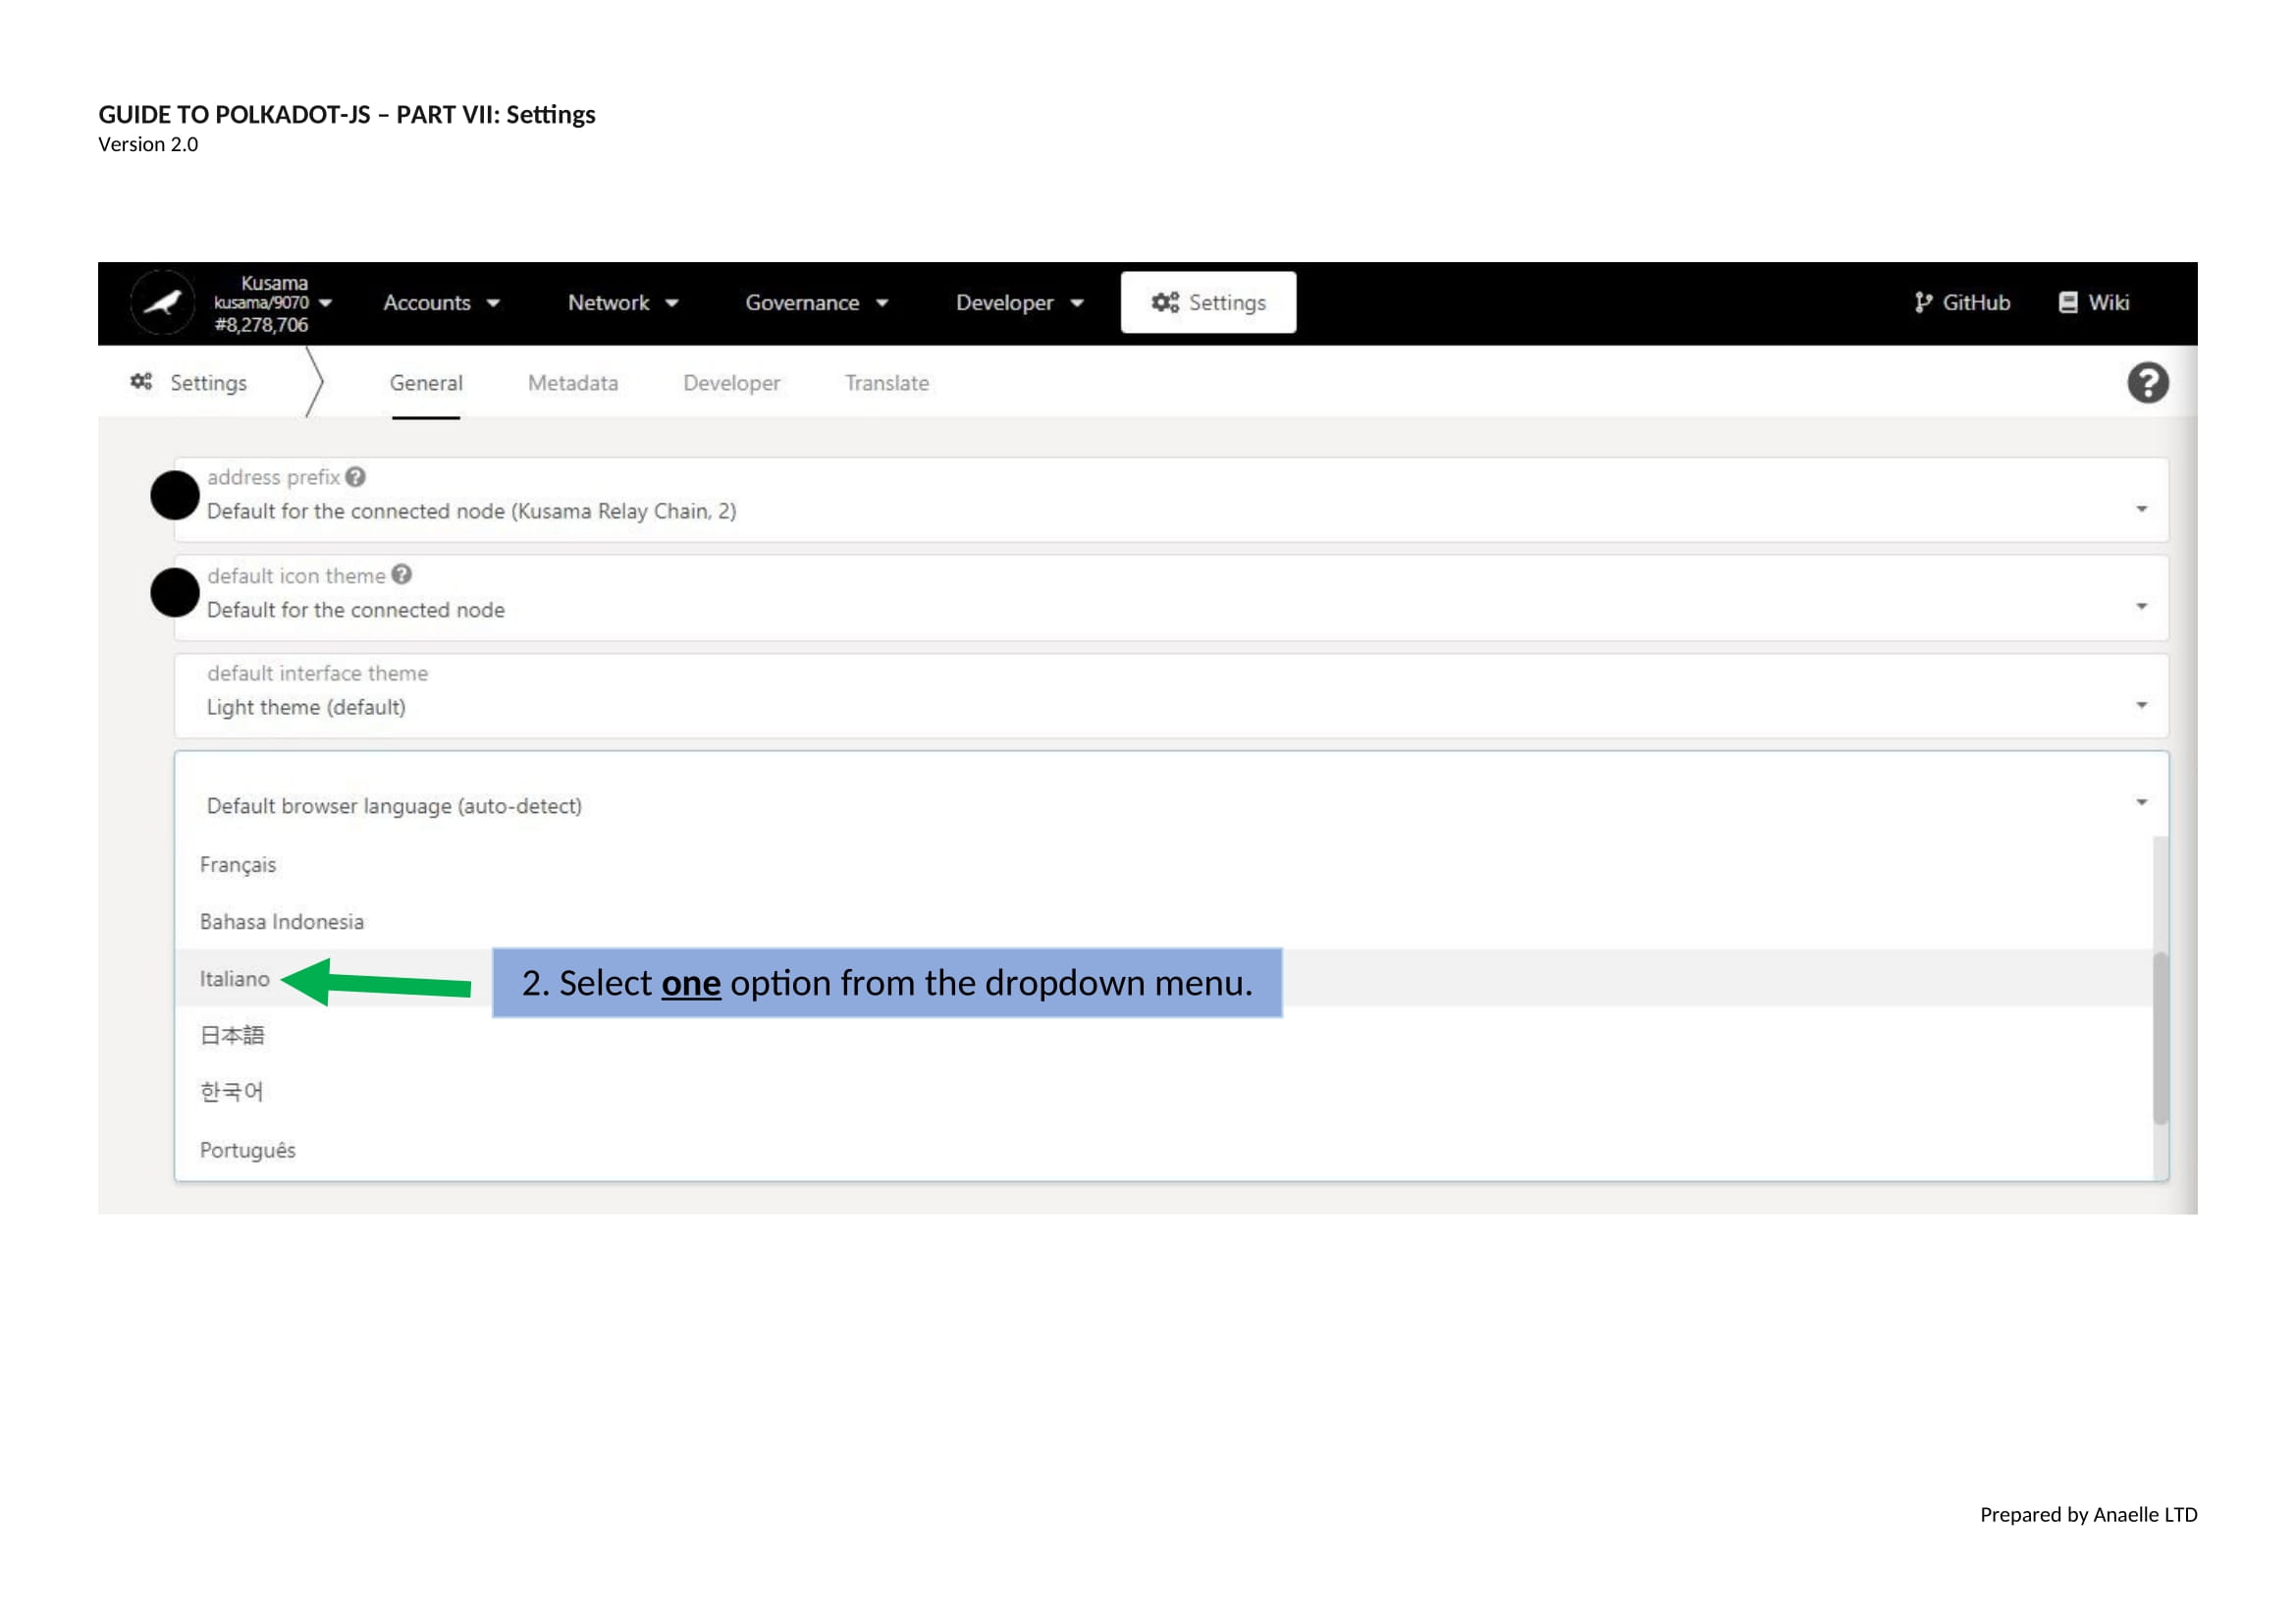 GUIDE TO POLKADOT-JS – PART VII: Settings
Version 2.0
Kusama
kusama/9070
#8,278,706
Accounts
Network
Governance
Developer
Settings
GitHub
Wiki
Settings
General
Metadata
Developer
Translate
address prefix
Default for the connected node (Kusama Relay Chain, 2)
default icon theme
Default for the connected node
default interface theme
Light theme (default)
Default browser language (auto-detect)
Français
Bahasa Indonesia
Italiano
2. Select one option from the dropdown menu.
日本語
한국어
Português
Prepared by Anaelle LTD